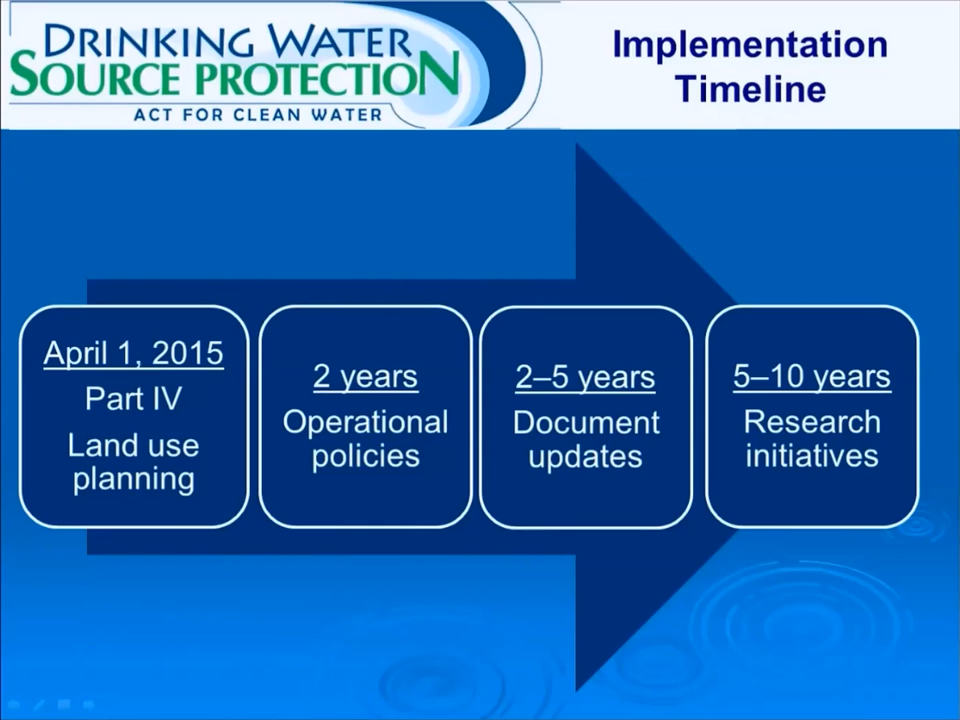 DRINKING WATER
SOURCE PROTECTION
ACT FOR CLEAN WATER
Implementation
Timeline
April 1, 2015
Part IV
Land use
planning
2 years
Operational
policies
2–5 years
Document
updates
5–10 years
Research
initiatives